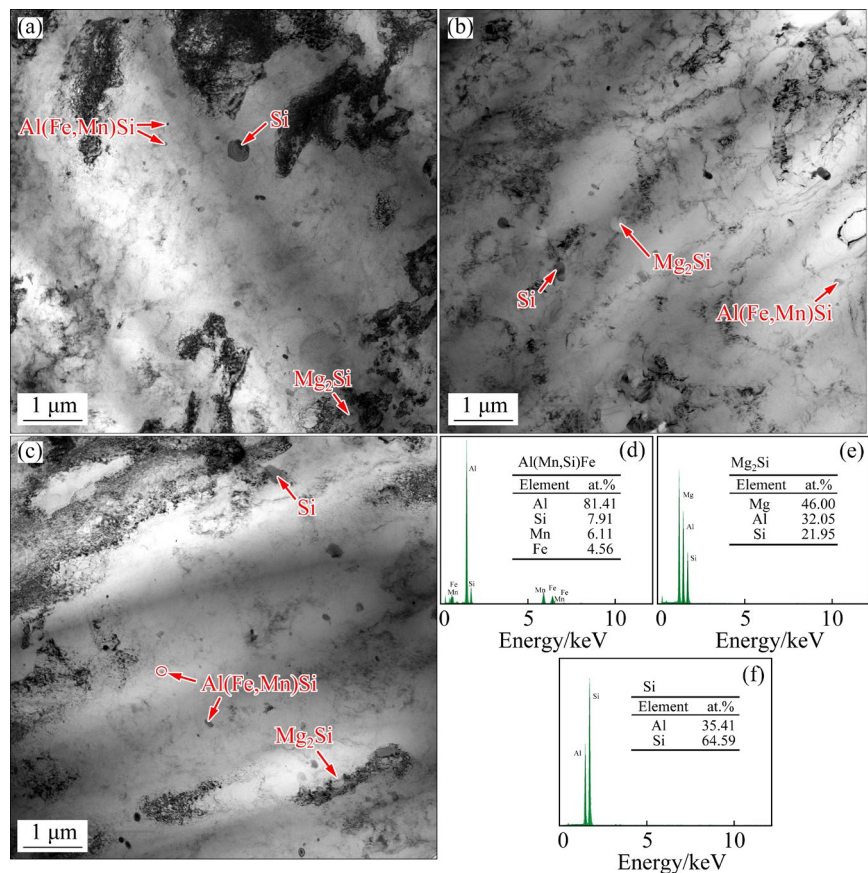 (a)
Al(Fe,Mn)Si
Si
Mg₂Si
1 μm
(b)
Mg₂Si
Si
Al(Fe,Mn)Si
1 μm
(c)
Si
Al(Fe,Mn)Si
Mg₂Si
1 μm
(d)
Al(Mn,Si)Fe
Element at.%
Al 81.41
Si 7.91
Mn 6.11
Fe 4.56
Al
Fe
Mn
Si
Mn
Fe
Fe
Mn
0 5 10
Energy/keV
(e)
Mg₂Si
Element at.%
Mg 46.00
Al 32.05
Si 21.95
Mg
Al
Si
0 5 10
Energy/keV
(f)
Si
Element at.%
Al 35.41
Si 64.59
Si
Al
0 5 10
Energy/keV